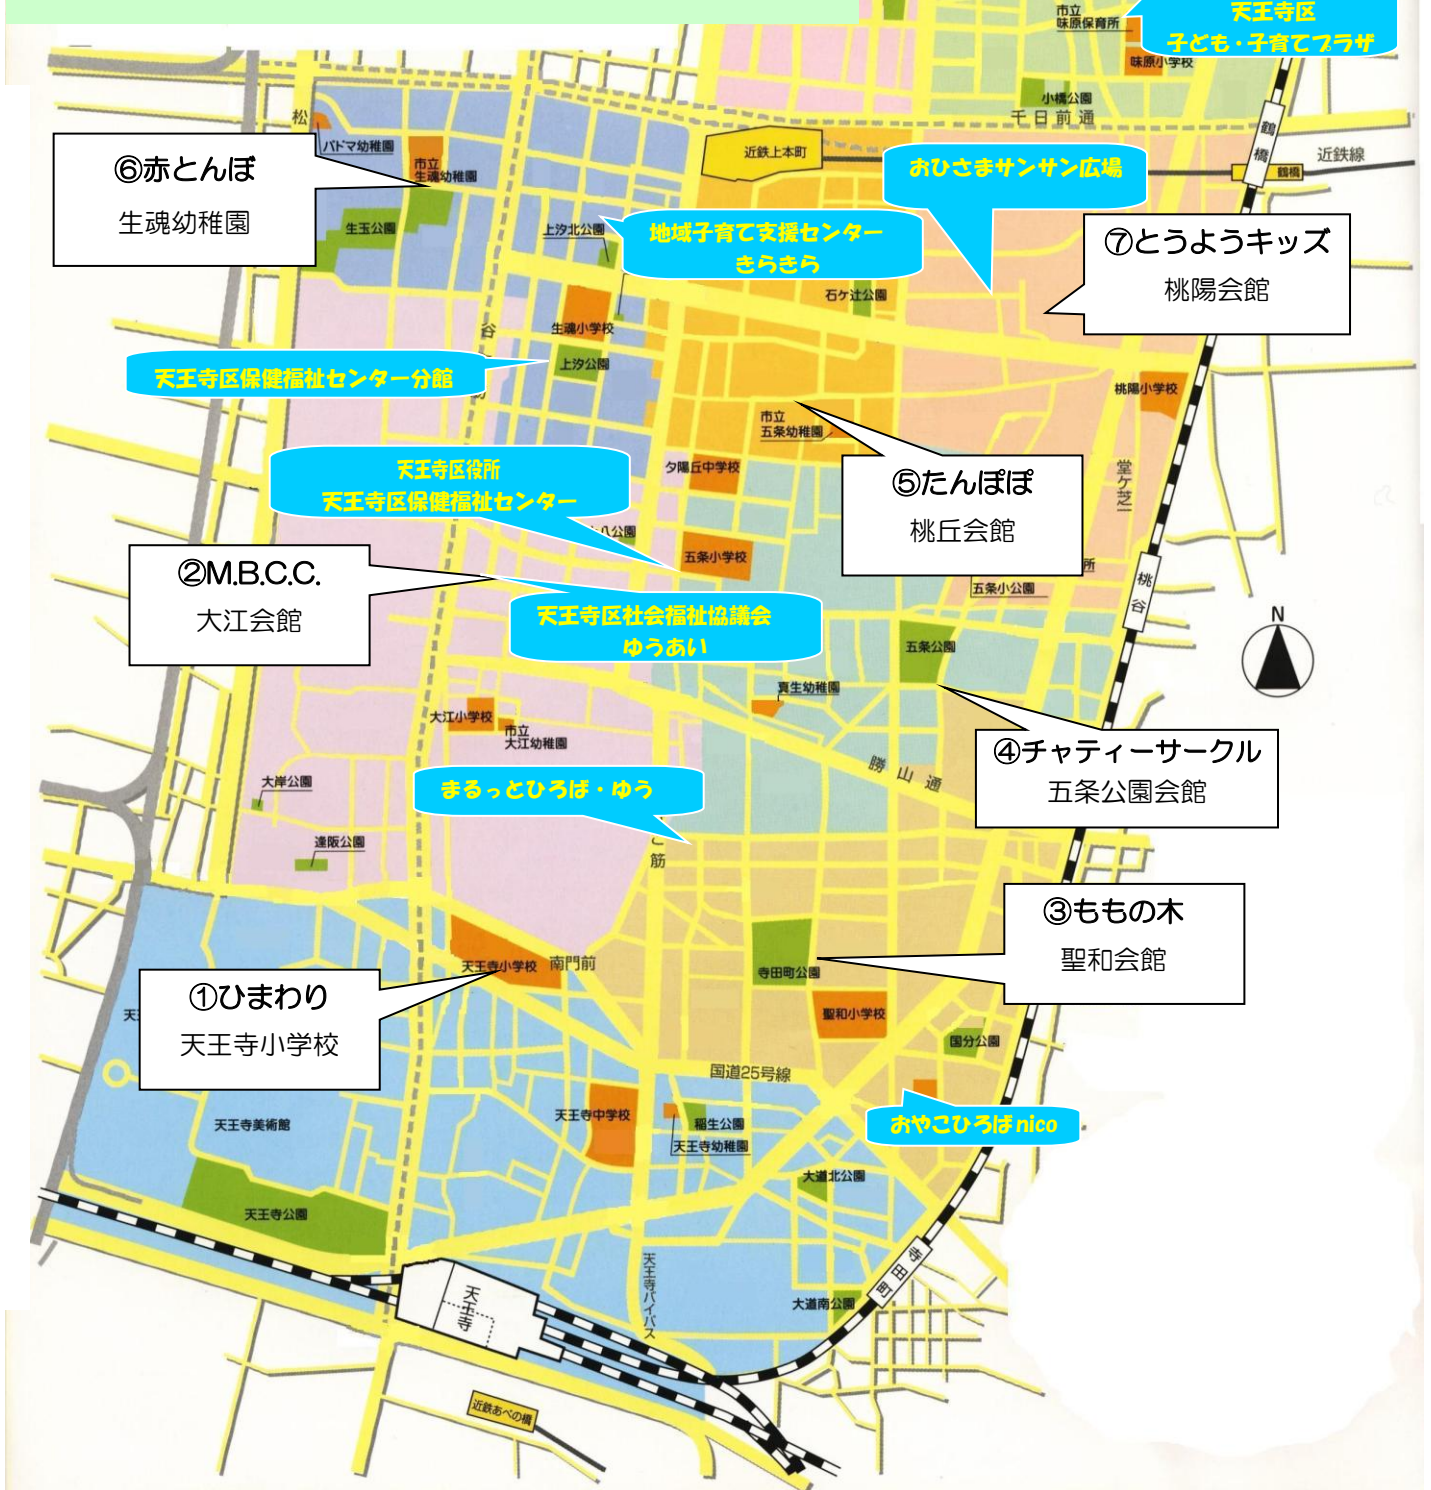 市立
味原保育所
天王寺区
子ども・子育てプラザ
味原小学校
小橋公園
千日前通
鶴橋
近鉄線
鶴橋
松
パドマ幼稚園
市立
生魂幼稚園
近鉄上本町
おひさまサンサン広場
⑥赤とんぼ
生魂幼稚園
生玉公園
上汐北公園
地域子育て支援センター
きらきら
⑦とうようキッズ
桃陽会館
石ケ辻公園
谷
生魂小学校
上汐公園
天王寺区保健福祉センター分館
桃陽小学校
市立
五条幼稚園
夕陽丘中学校
堂ケ芝
天王寺区役所
天王寺区保健福祉センター
⑤たんぽぽ
桃丘会館
八公園
五条小学校
②M.B.C.C.
大江会館
所
五条小公園
桃谷
天王寺区社会福祉協議会
ゆうあい
五条公園
N
真生幼稚園
大江小学校
市立
大江幼稚園
④チャティーサークル
五条公園会館
勝山通
大岸公園
まるっとひろば・ゆう
逢阪公園
筋
③ももの木
聖和会館
天王寺小学校
南門前
寺田町公園
①ひまわり
天王寺小学校
天
聖和小学校
国分公園
国道25号線
天王寺美術館
天王寺中学校
稲生公園
天王寺幼稚園
おやこひろばnico
大道北公園
天王寺公園
寺田町
天王寺
天王寺バイパス
大道南公園
近鉄あべの橋